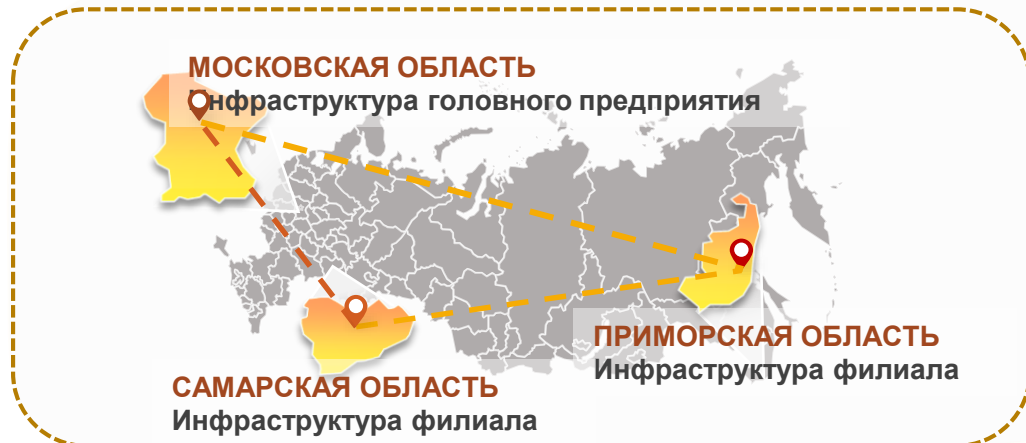 МОСКОВСКАЯ ОБЛАСТЬ
Инфраструктура головного предприятия
ПРИМОРСКАЯ ОБЛАСТЬ
Инфраструктура филиала
САМАРСКАЯ ОБЛАСТЬ
Инфраструктура филиала